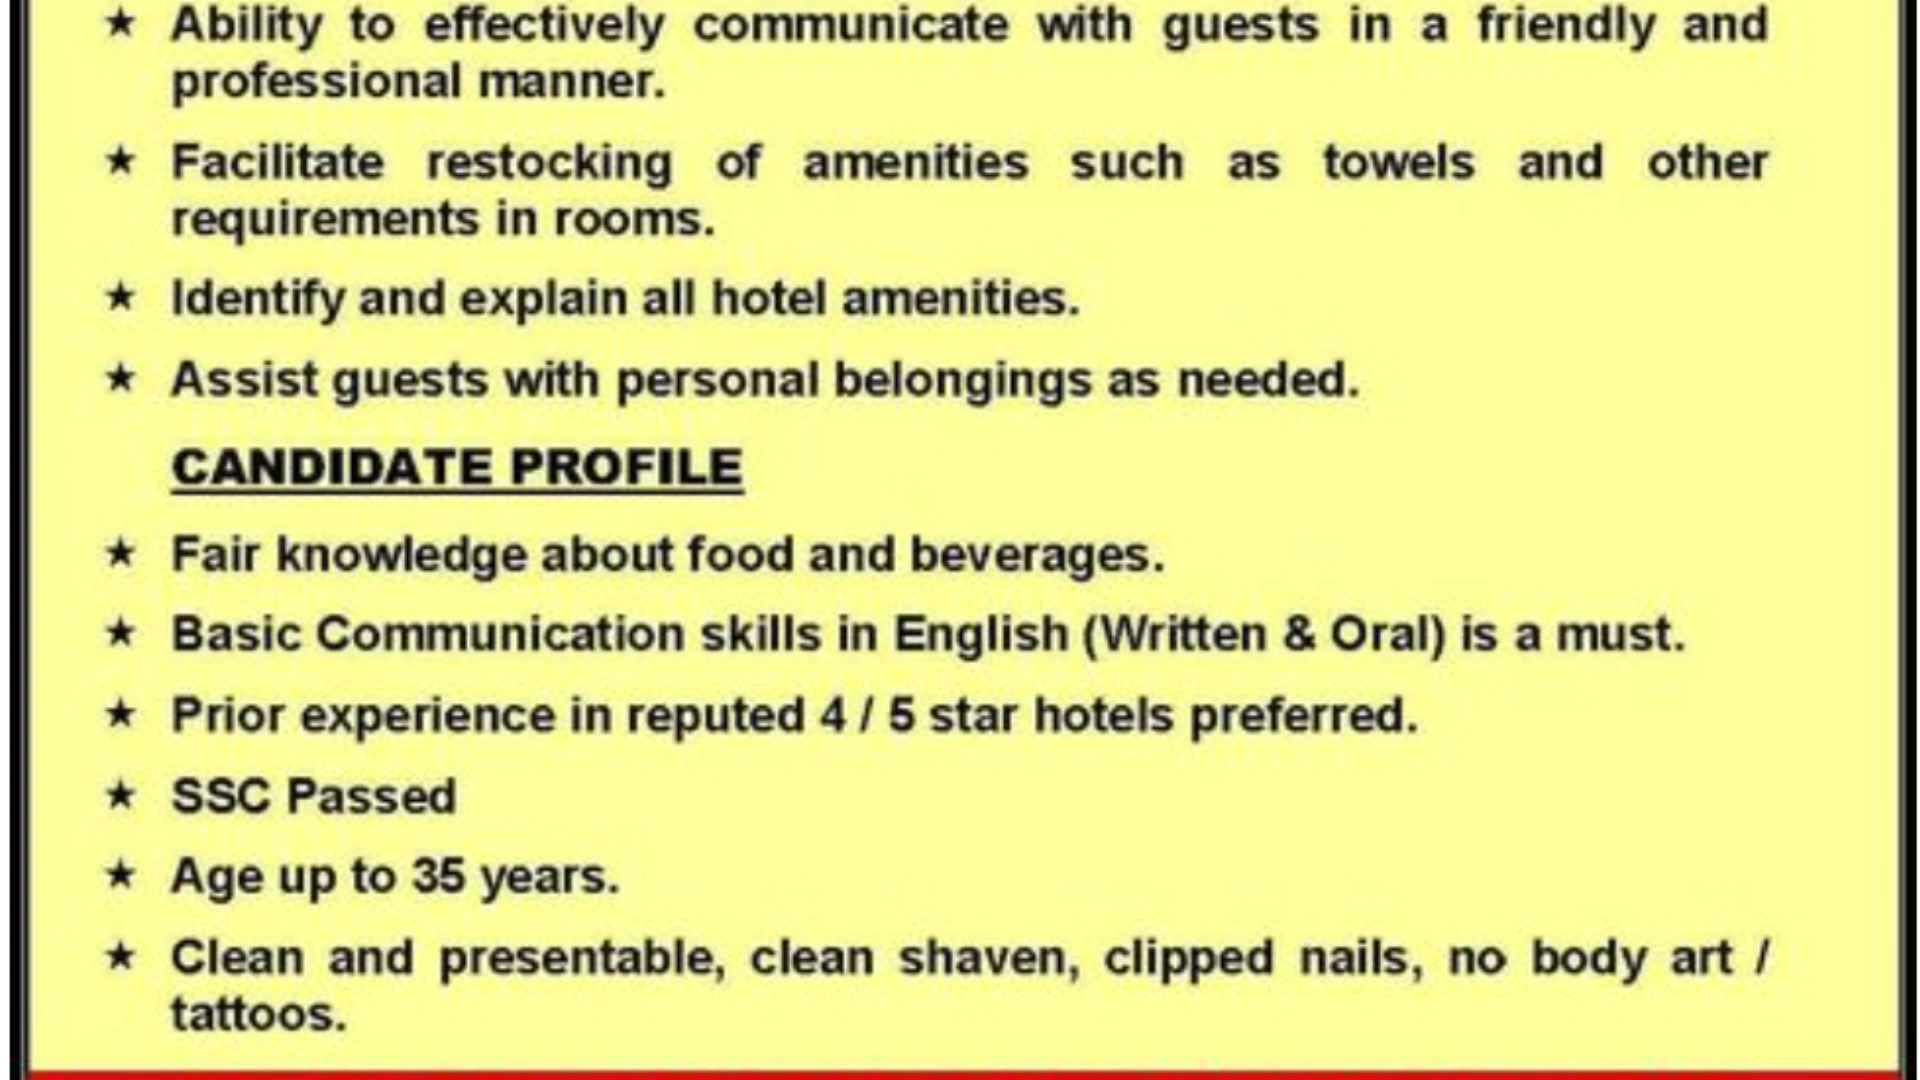 ★ Ability to effectively communicate with guests in a friendly and
professional manner.
★ Facilitate restocking of amenities such as towels and other
requirements in rooms.
★ Identify and explain all hotel amenities.
★ Assist guests with personal belongings as needed.
CANDIDATE PROFILE
★ Fair knowledge about food and beverages.
★ Basic Communication skills in English (Written & Oral) is a must.
★ Prior experience in reputed 4 / 5 star hotels preferred.
★ SSC Passed
★ Age up to 35 years.
★ Clean and presentable, clean shaven, clipped nails, no body art /
tattoos.